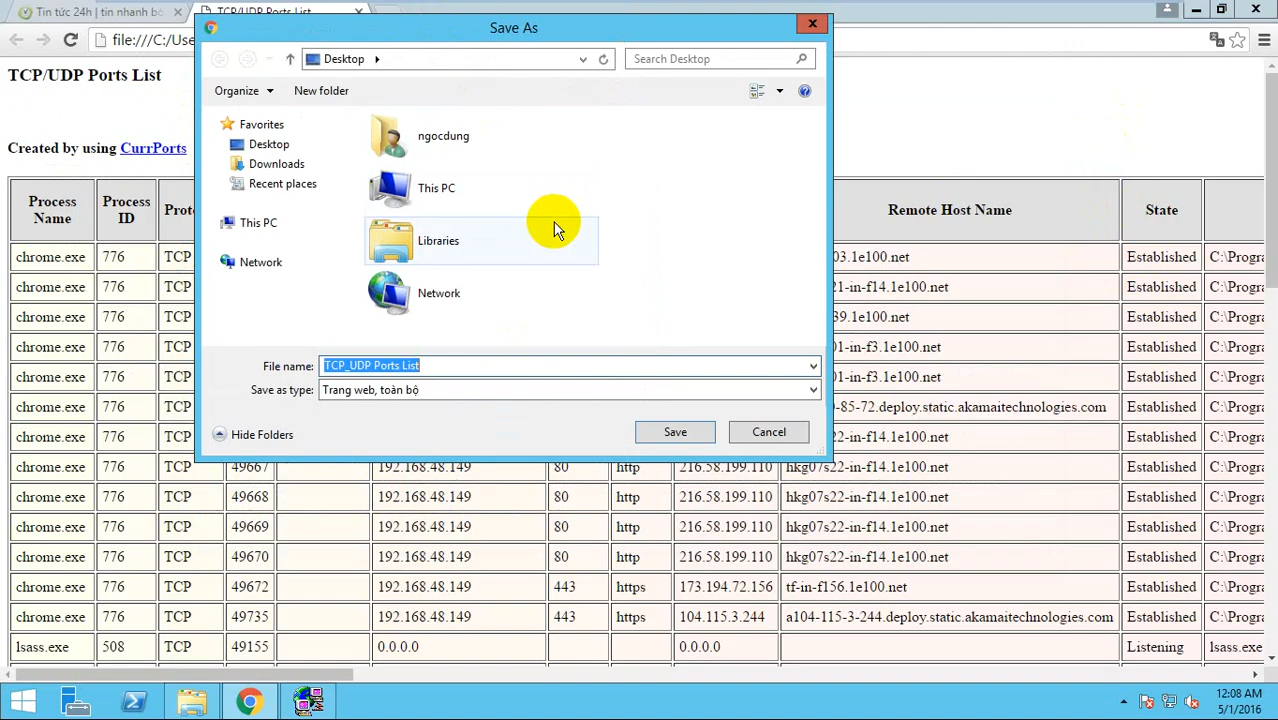 Tin tức 24h | tin nhanh bó
TCP/UDP Ports List
file:///C:/Use
Save As
Desktop
Search Desktop
Organize
New folder
Favorites
Desktop
Downloads
Recent places
This PC
Network
ngocdung
This PC
Libraries
Network
File name: TCP_UDP Ports List
Save as type: Trang web, toàn bộ
Hide Folders
Save
Cancel
TCP/UDP Ports List
Created by using CurrPorts
Process Name Process ID Proto Remote Host Name State
chrome.exe 776 TCP 03.1e100.net Established C:\Progra
chrome.exe 776 TCP 21-in-f14.1e100.net Established C:\Progra
chrome.exe 776 TCP 39.1e100.net Established C:\Progra
chrome.exe 776 TCP -in-f3.1e100.net Established C:\Progra
chrome.exe 776 TCP -in-f3.1e100.net Established C:\Progra
chrome.exe 776 TCP -85-72.deploy.static.akamaitechnologies.com Established C:\Progra
chrome.exe 776 TCP -in-f14.1e100.net Established C:\Progra
chrome.exe 776 TCP 49667 192.168.48.149 80 http 216.58.199.110 hkg07s22-in-f14.1e100.net Established C:\Progra
chrome.exe 776 TCP 49668 192.168.48.149 80 http 216.58.199.110 hkg07s22-in-f14.1e100.net Established C:\Progra
chrome.exe 776 TCP 49669 192.168.48.149 80 http 216.58.199.110 hkg07s22-in-f14.1e100.net Established C:\Progra
chrome.exe 776 TCP 49670 192.168.48.149 80 http 216.58.199.110 hkg07s22-in-f14.1e100.net Established C:\Progra
chrome.exe 776 TCP 49672 192.168.48.149 443 https 173.194.72.156 tf-in-f156.1e100.net Established C:\Progra
chrome.exe 776 TCP 49735 192.168.48.149 443 https 104.115.3.244 a104-115-3-244.deploy.static.akamaitechnologies.com Established C:\Progra
lsass.exe 508 TCP 49155 0.0.0.0 0.0.0.0 Listening lsass.exe
12:08 AM
5/1/2016